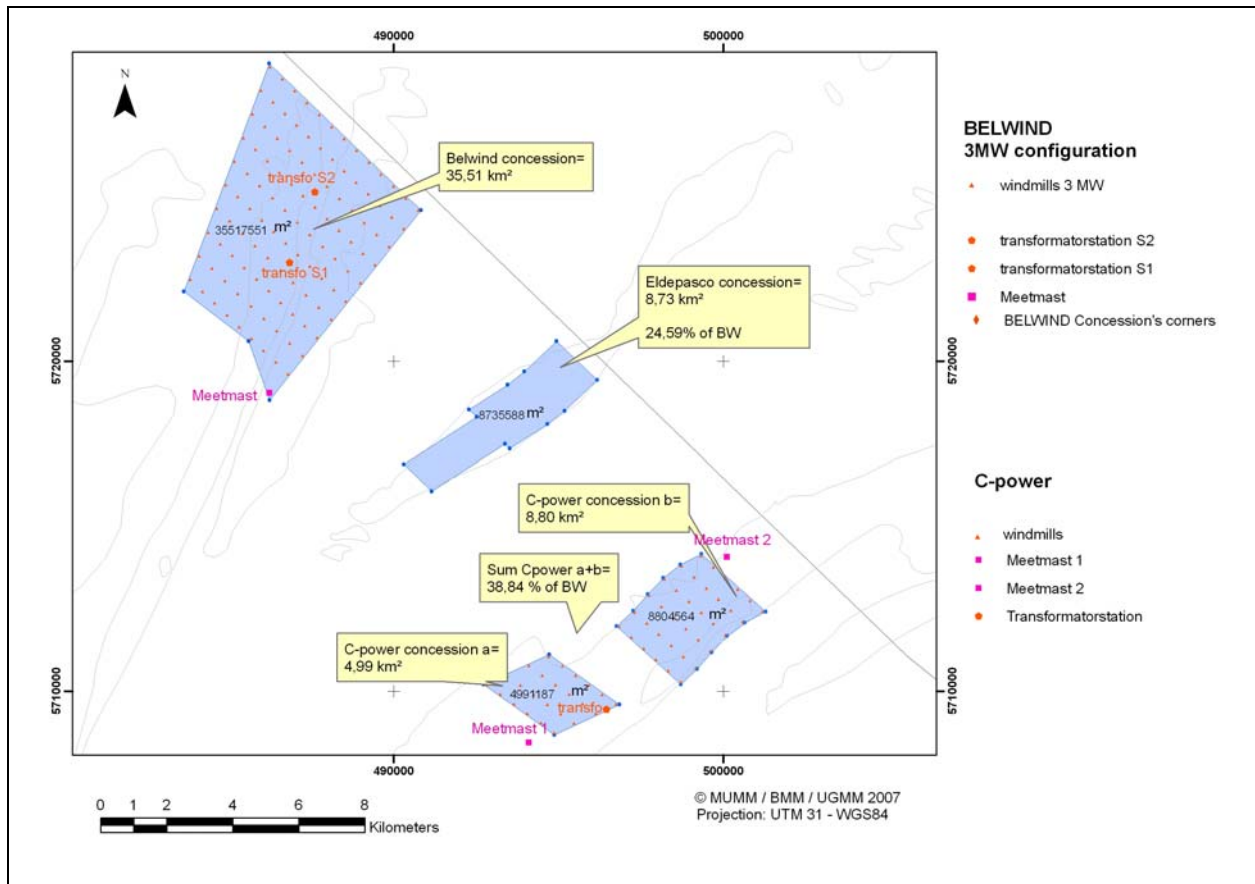 490000
500000
N
BELWIND
3MW configuration
windmills 3 MW
transformatorstation S2
transformatorstation S1
Meetmast
BELWIND Concession's corners
Belwind concession=
35,51 km²
transfo S2
35517551 m²
transfo S1
Eldepasco concession=
8,73 km²
24,59% of BW
5720000
5720000
Meetmast
8735588 m²
C-power concession b=
8,80 km²
Meetmast 2
Sum Cpower a+b=
38,84 % of BW
8804564 m²
C-power concession a=
4,99 km²
4991187 m²
transfo
Meetmast 1
5710000
5710000
C-power
windmills
Meetmast 1
Meetmast 2
Transformatorstation
490000
500000
0 1 2 4 6 8
Kilometers
© MUMM / BMM / UGMM 2007
Projection: UTM 31 - WGS84